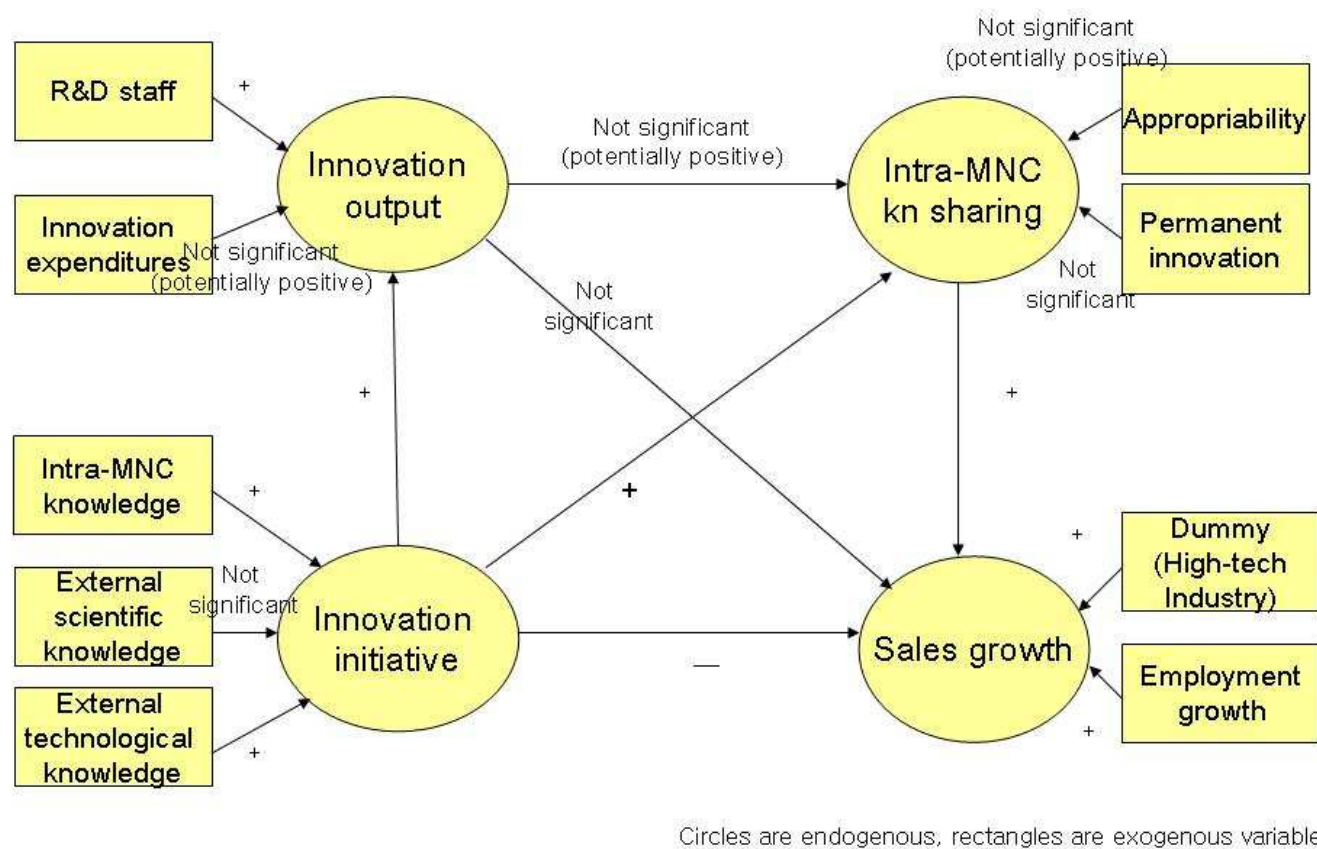 Not significant
(potentially positive)
R&D staff
+
Appropriability
Innovation
output
Not significant
(potentially positive)
Intra-MNC
kn sharing
Innovation
expenditures
Not significant
(potentially positive)
Permanent
innovation
Not
significant
Not
significant
+
+
Intra-MNC
knowledge
+
+
Dummy
(High-tech
Industry)
+
External
scientific
knowledge
Not
significant
Innovation
initiative
—
Sales growth
Employment
growth
+
External
technological
knowledge
+
Circles are endogenous, rectangles are exogenous variable